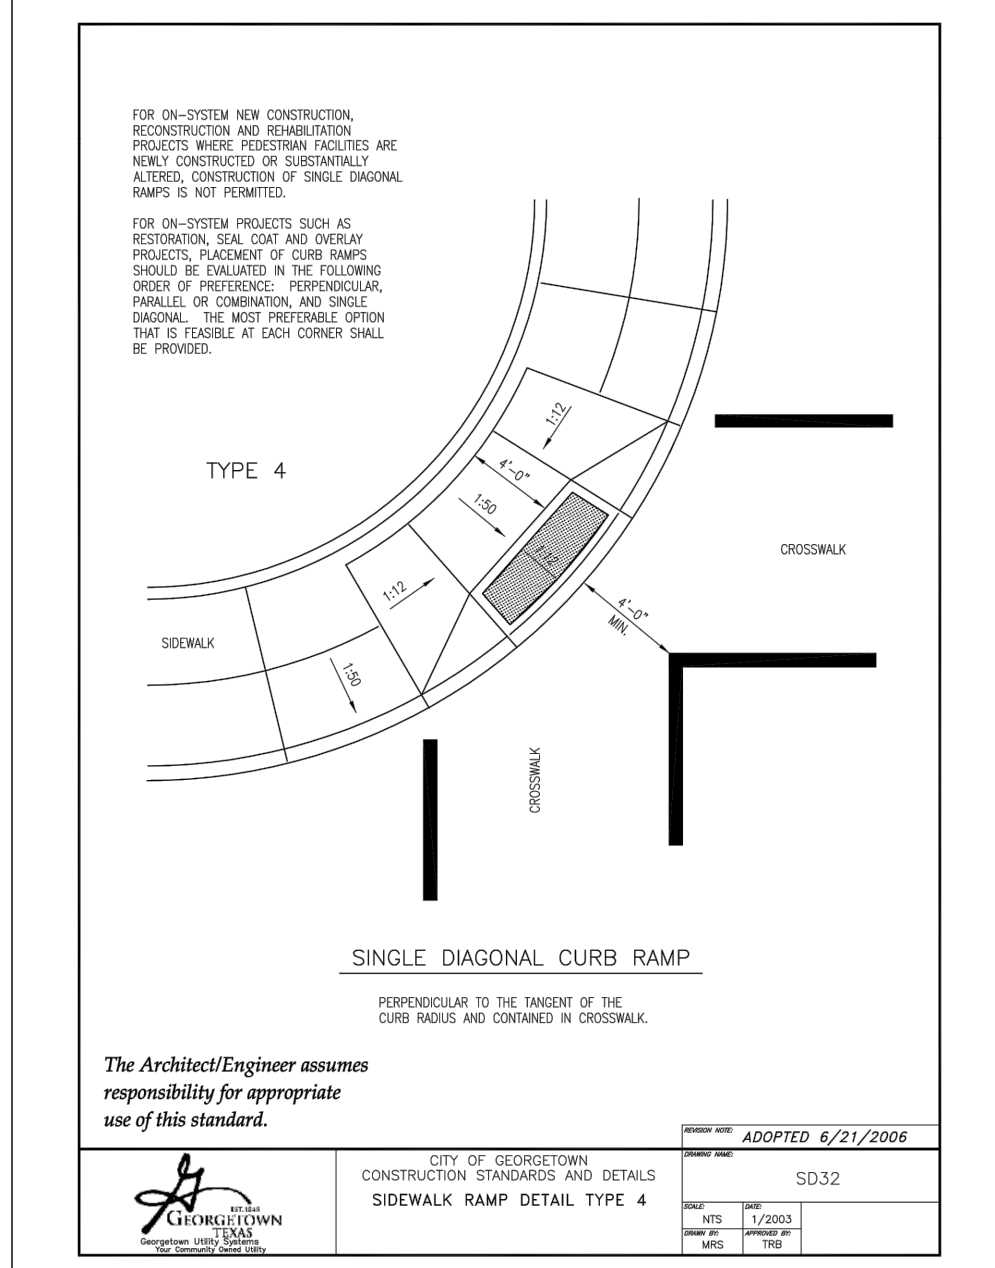 FOR ON-SYSTEM NEW CONSTRUCTION,
RECONSTRUCTION AND REHABILITATION
PROJECTS WHERE PEDESTRIAN FACILITIES ARE
NEWLY CONSTRUCTED OR SUBSTANTIALLY
ALTERED, CONSTRUCTION OF SINGLE DIAGONAL
RAMPS IS NOT PERMITTED.
FOR ON-SYSTEM PROJECTS SUCH AS
RESTORATION, SEAL COAT AND OVERLAY
PROJECTS, PLACEMENT OF CURB RAMPS
SHOULD BE EVALUATED IN THE FOLLOWING
ORDER OF PREFERENCE: PERPENDICULAR,
PARALLEL OR COMBINATION, AND SINGLE
DIAGONAL. THE MOST PREFERABLE OPTION
THAT IS FEASIBLE AT EACH CORNER SHALL
BE PROVIDED.
1:12
TYPE 4
4'-0"
1:50
1:12
CROSSWALK
1:12
4'-0"
MIN.
SIDEWALK
1:50
CROSSWALK
SINGLE DIAGONAL CURB RAMP
PERPENDICULAR TO THE TANGENT OF THE
CURB RADIUS AND CONTAINED IN CROSSWALK.
The Architect/Engineer assumes
responsibility for appropriate
use of this standard.
REVISION NOTE:
ADOPTED 6/21/2006
EST.1848
GEORGETOWN
TEXAS
Georgetown Utility Systems
Your Community Owned Utility
CITY OF GEORGETOWN
CONSTRUCTION STANDARDS AND DETAILS
SIDEWALK RAMP DETAIL TYPE 4
DRAWING NAME:
SD32
SCALE:
NTS
DATE:
1/2003
DRAWN BY:
MRS
APPROVED BY:
TRB